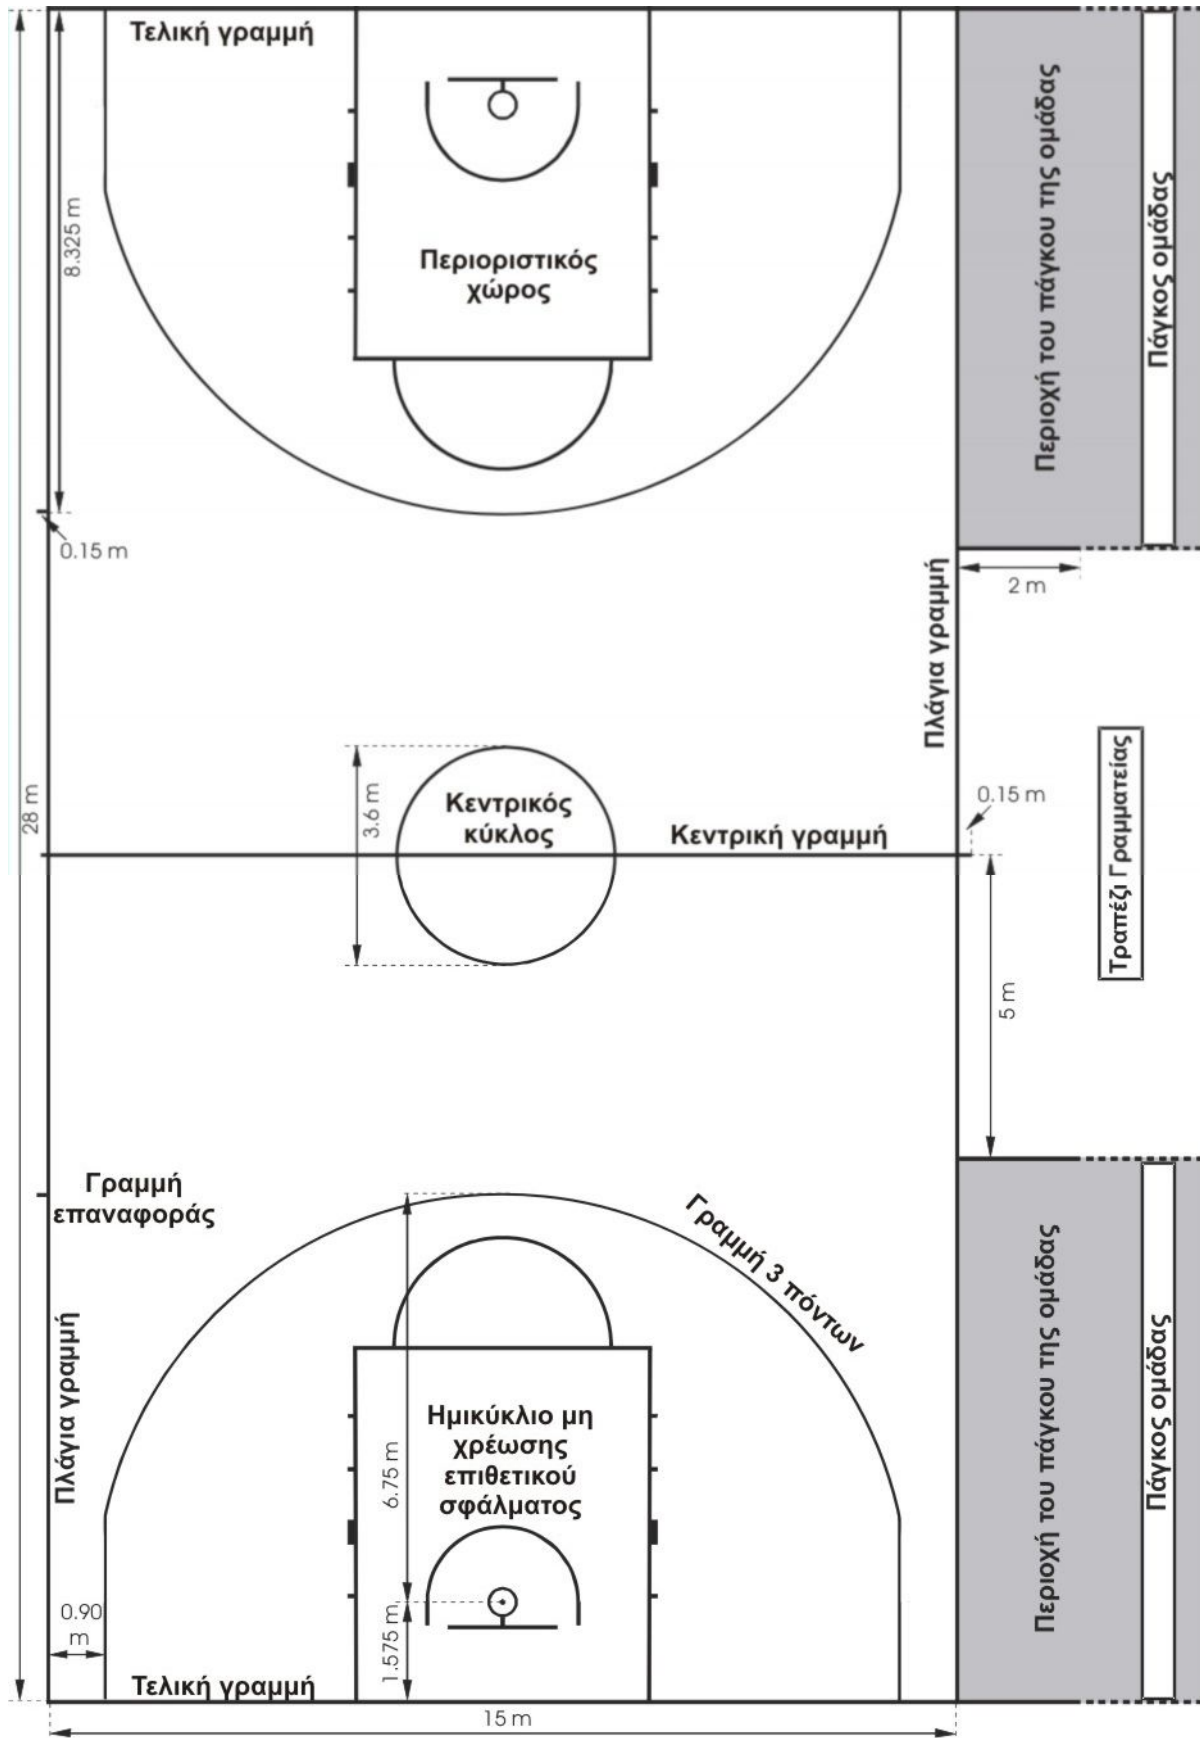 Τελική γραμμή
8.325 m
Περιοριστικός
χώρος
Περιοχή του πάγκου της ομάδας
Πάγκος ομάδας
0.15 m
2 m
Πλάγια γραμμή
28 m
3.6 m
Κεντρικός
κύκλος
Κεντρική γραμμή
0.15 m
Τραπέζι Γραμματείας
5 m
Γραμμή
επαναφοράς
Γραμμή 3 πόντων
Πλάγια γραμμή
6.75 m
Ημικύκλιο μη
χρέωσης
επιθετικού
σφάλματος
Περιοχή του πάγκου της ομάδας
Πάγκος ομάδας
0.90
m
1.575 m
Τελική γραμμή
15 m